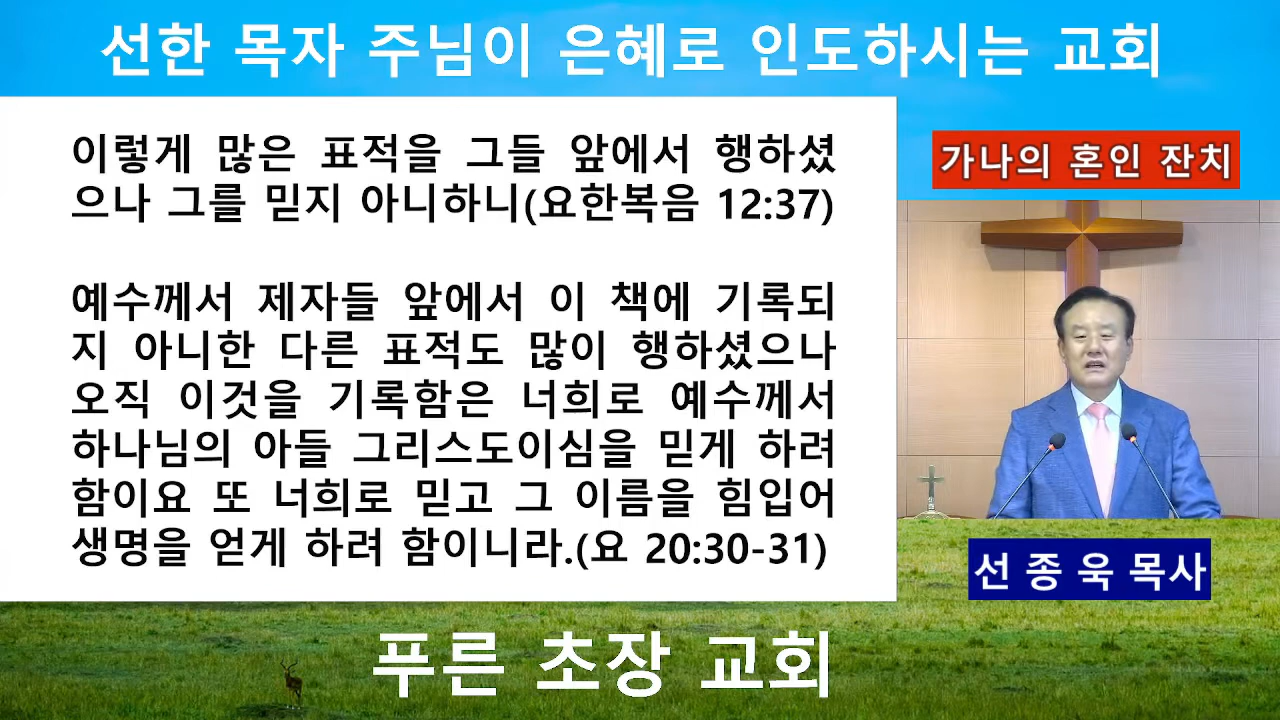 선한 목자 주님이 은혜로 인도하시는 교회
이렇게 많은 표적을 그들 앞에서 행하셨
으나 그를 믿지 아니하니(요한복음 12:37)
예수께서 제자들 앞에서 이 책에 기록되
지 아니한 다른 표적도 많이 행하셨으나
오직 이것을 기록함은 너희로 예수께서
하나님의 아들 그리스도이심을 믿게 하려
함이요 또 너희로 믿고 그 이름을 힘입어
생명을 얻게 하려 함이니라.(요 20:30-31)
가나의 혼인 잔치
선 종 욱 목사
푸른 초장 교회